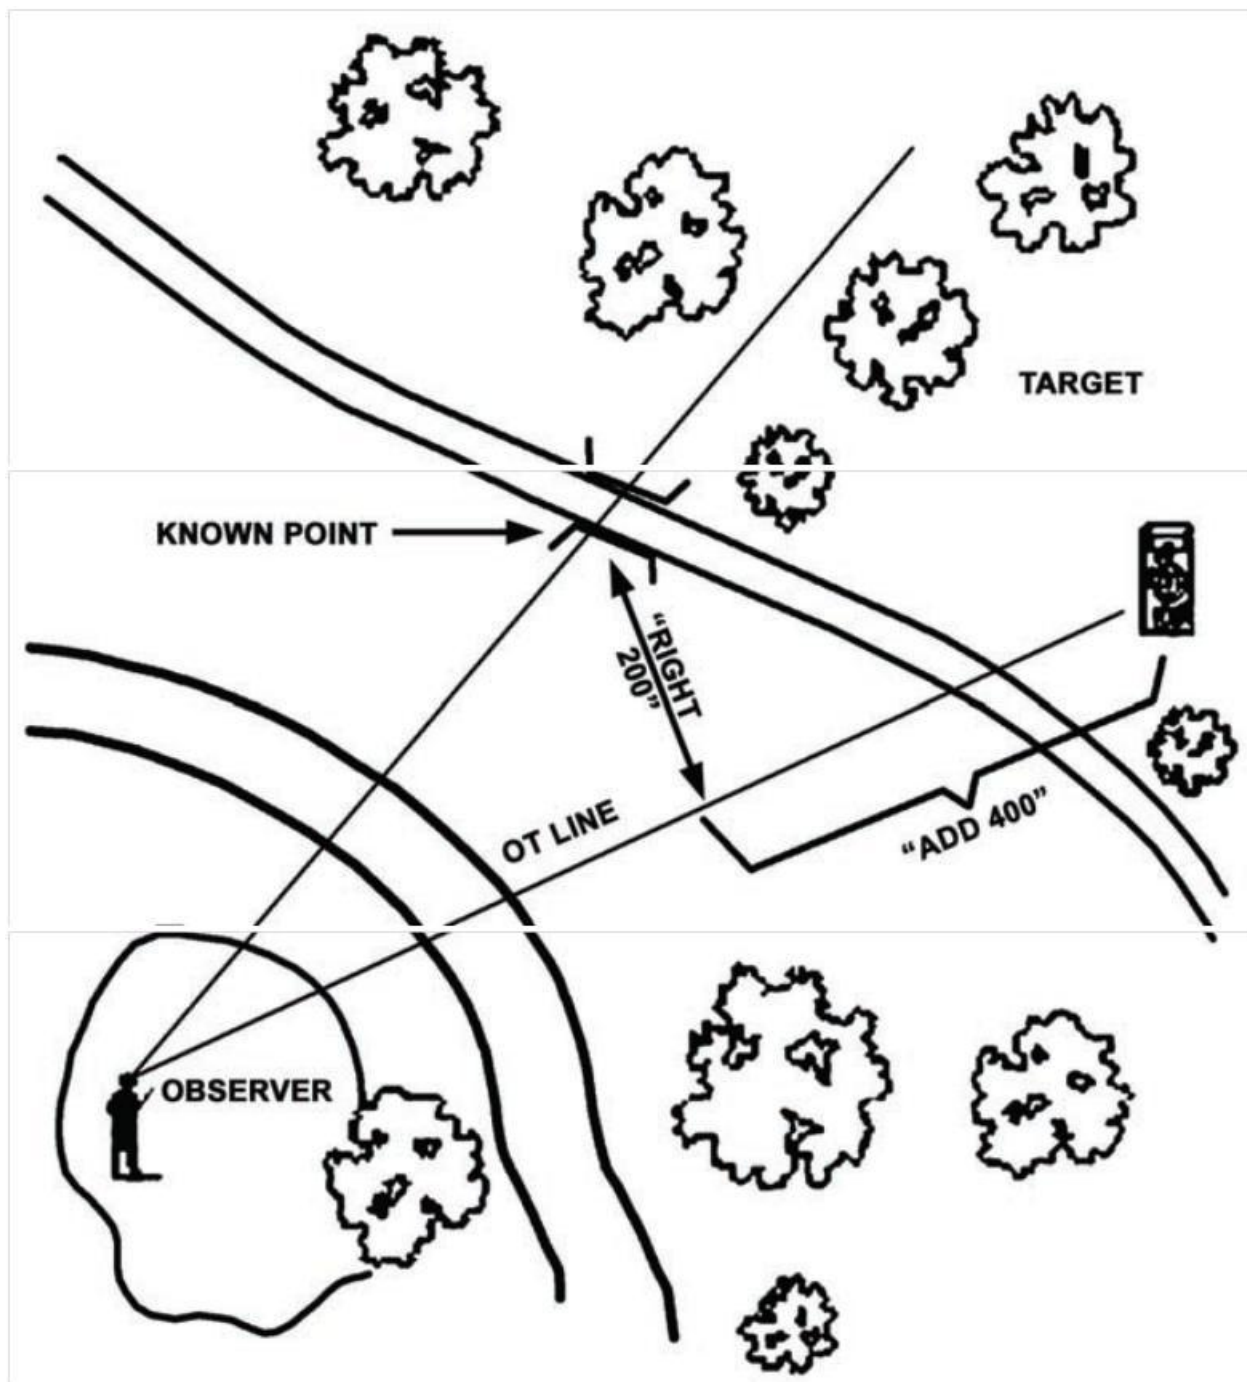 TARGET
KNOWN POINT
“RIGHT
200”
OT LINE
“ADD 400”
OBSERVER